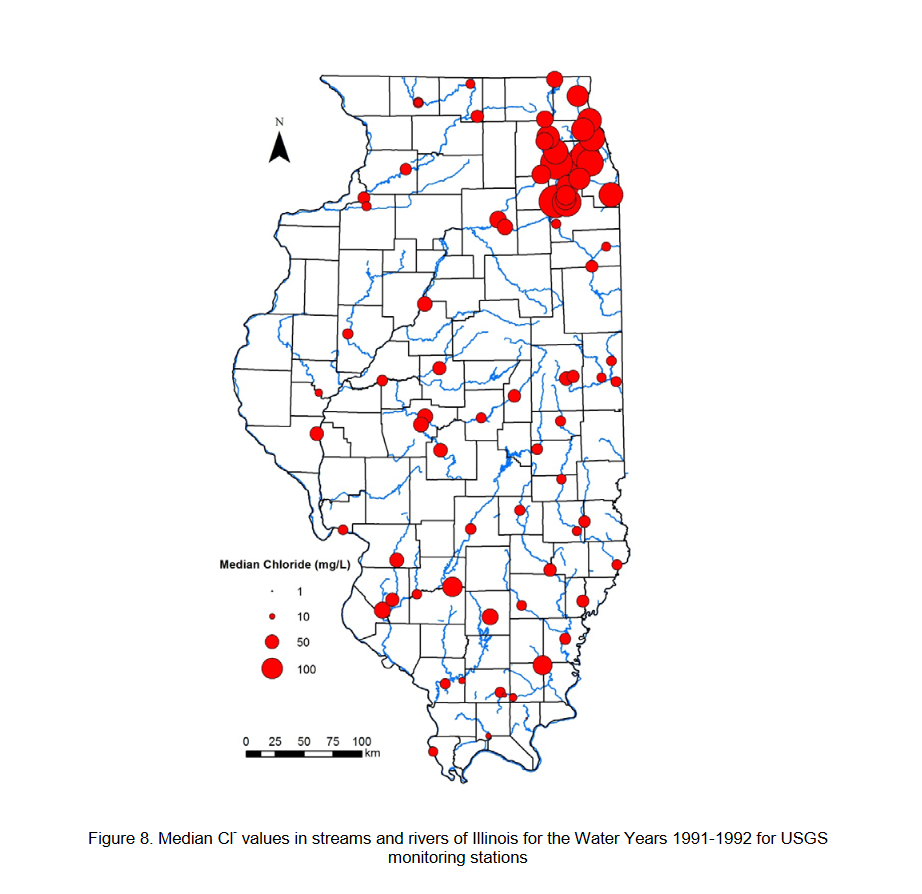 N
Median Chloride (mg/L)
1
10
50
100
0 25 50 75 100
km
Figure 8. Median Cl⁻ values in streams and rivers of Illinois for the Water Years 1991-1992 for USGS
monitoring stations